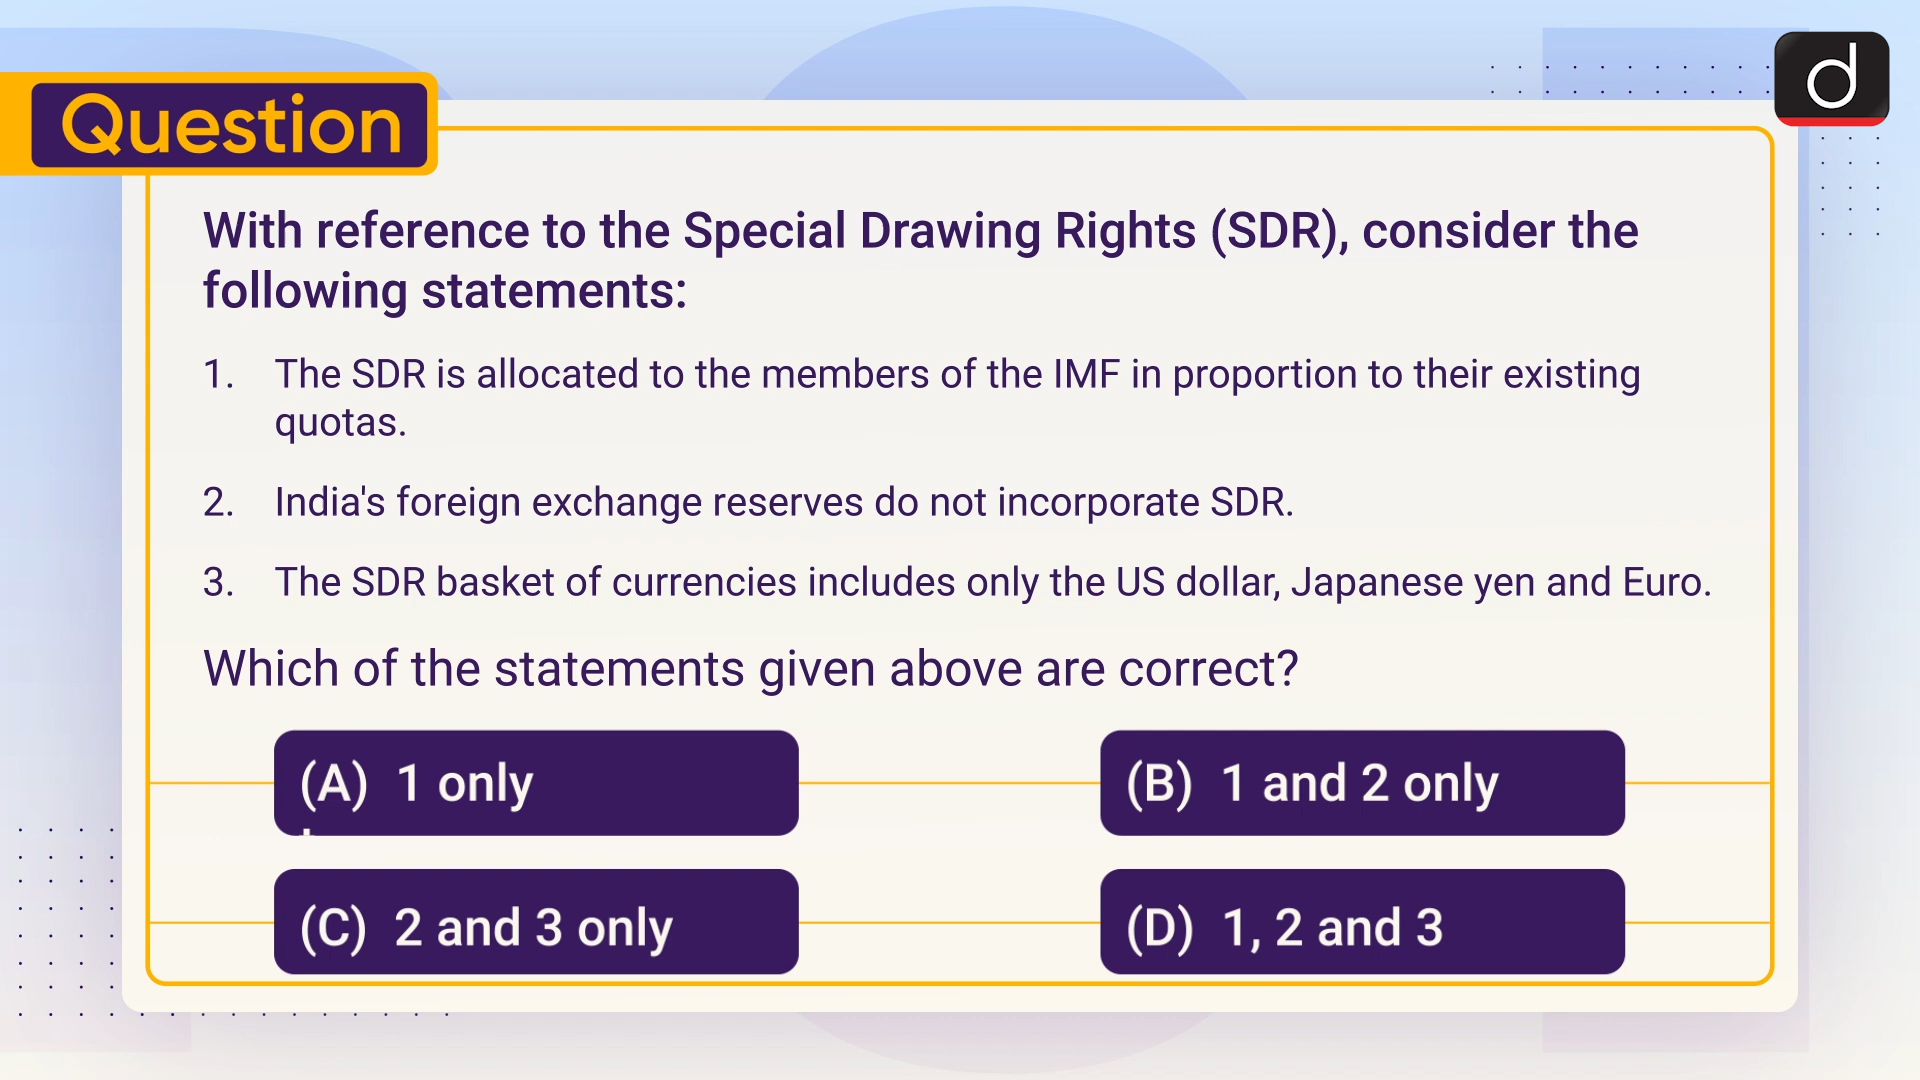 Question
d
With reference to the Special Drawing Rights (SDR), consider the
following statements:
1. The SDR is allocated to the members of the IMF in proportion to their existing
quotas.
2. India's foreign exchange reserves do not incorporate SDR.
3. The SDR basket of currencies includes only the US dollar, Japanese yen and Euro.
Which of the statements given above are correct?
(A) 1 only
(B) 1 and 2 only
(C) 2 and 3 only
(D) 1, 2 and 3